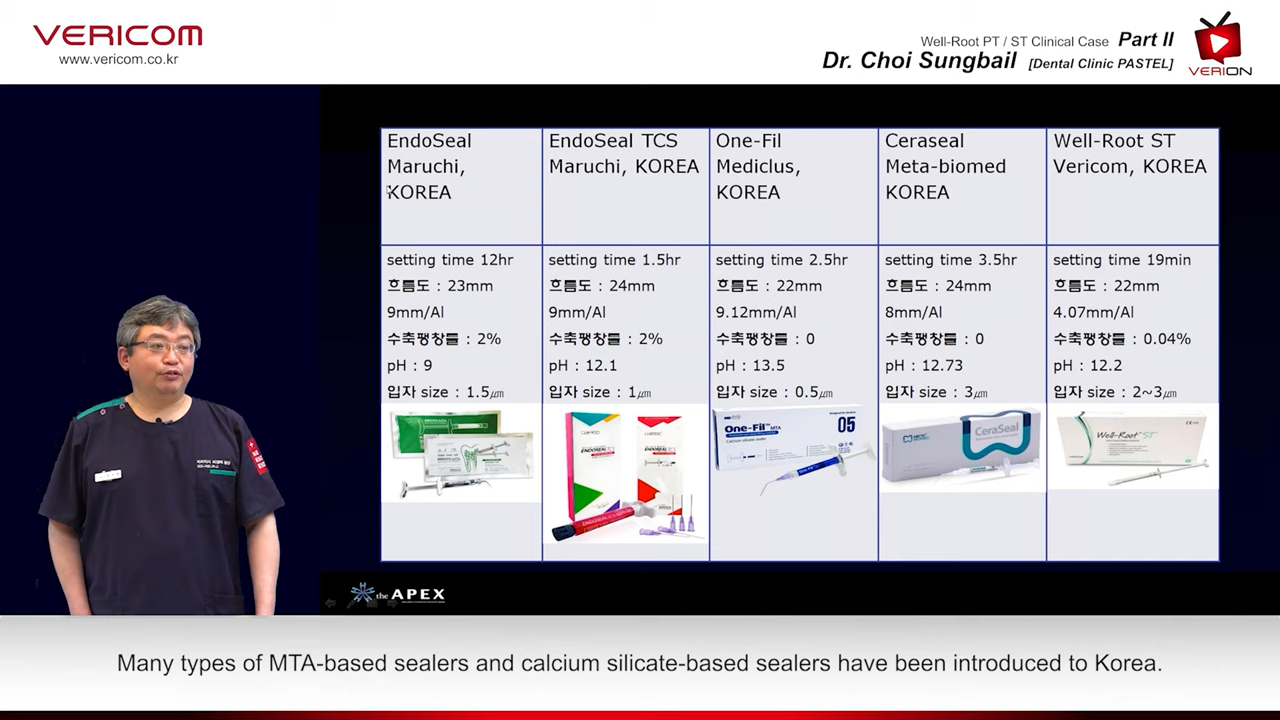 VERICOM
www.vericom.co.kr
Well-Root PT / ST Clinical Case Part II
Dr. Choi Sungbail [Dental Clinic PASTEL]
VERION
EndoSeal
Maruchi,
KOREA
EndoSeal TCS
Maruchi, KOREA
One-Fil
Mediclus,
KOREA
Ceraseal
Meta-biomed
KOREA
Well-Root ST
Vericom, KOREA
setting time 12hr
흐름도 : 23mm
9mm/Al
수축팽창률 : 2%
pH : 9
입자 size : 1.5㎛
setting time 1.5hr
흐름도 : 24mm
9mm/Al
수축팽창률 : 2%
pH : 12.1
입자 size : 1㎛
setting time 2.5hr
흐름도 : 22mm
9.12mm/Al
수축팽창률 : 0
pH : 13.5
입자 size : 0.5㎛
setting time 3.5hr
흐름도 : 24mm
8mm/Al
수축팽창률 : 0
pH : 12.73
입자 size : 3㎛
setting time 19min
흐름도 : 22mm
4.07mm/Al
수축팽창률 : 0.04%
pH : 12.2
입자 size : 2~3㎛
One-Fil
05
CeraSeal
Well-Root ST
the APEX
Many types of MTA-based sealers and calcium silicate-based sealers have been introduced to Korea.